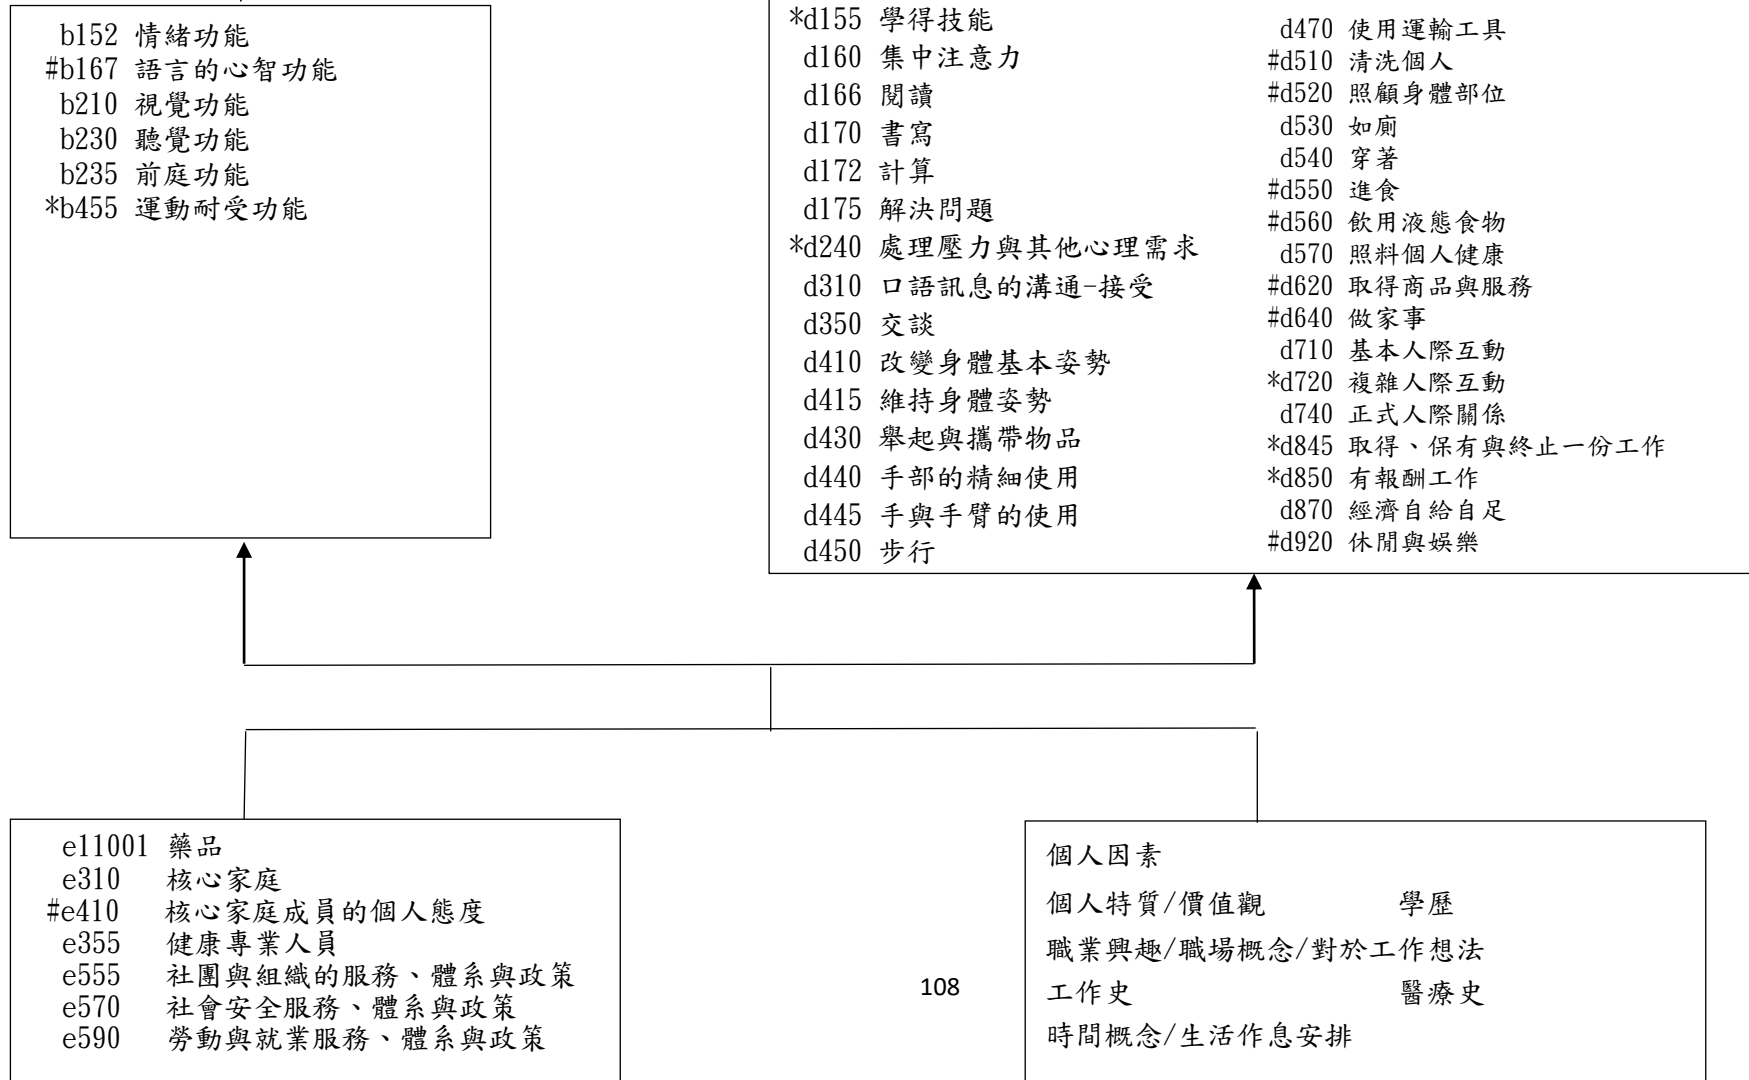 b152 情緒功能
#b167 語言的心智功能
b210 視覺功能
b230 聽覺功能
b235 前庭功能
*b455 運動耐受功能
*d155 學得技能
d160 集中注意力
d166 閱讀
d170 書寫
d172 計算
d175 解決問題
*d240 處理壓力與其他心理需求
d310 口語訊息的溝通-接受
d350 交談
d410 改變身體基本姿勢
d415 維持身體姿勢
d430 舉起與攜帶物品
d440 手部的精細使用
d445 手與手臂的使用
d450 步行
d470 使用運輸工具
#d510 清洗個人
#d520 照顧身體部位
d530 如廁
d540 穿著
#d550 進食
#d560 飲用液態食物
d570 照料個人健康
#d620 取得商品與服務
#d640 做家事
d710 基本人際互動
*d720 複雜人際互動
d740 正式人際關係
*d845 取得、保有與終止一份工作
*d850 有報酬工作
d870 經濟自給自足
#d920 休閒與娛樂
e11001 藥品
e310 核心家庭
#e410 核心家庭成員的個人態度
e355 健康專業人員
e555 社團與組織的服務、體系與政策
e570 社會安全服務、體系與政策
e590 勞動與就業服務、體系與政策
108
個人因素
個人特質/價值觀 學歷
職業興趣/職場概念/對於工作想法
工作史 醫療史
時間概念/生活作息安排